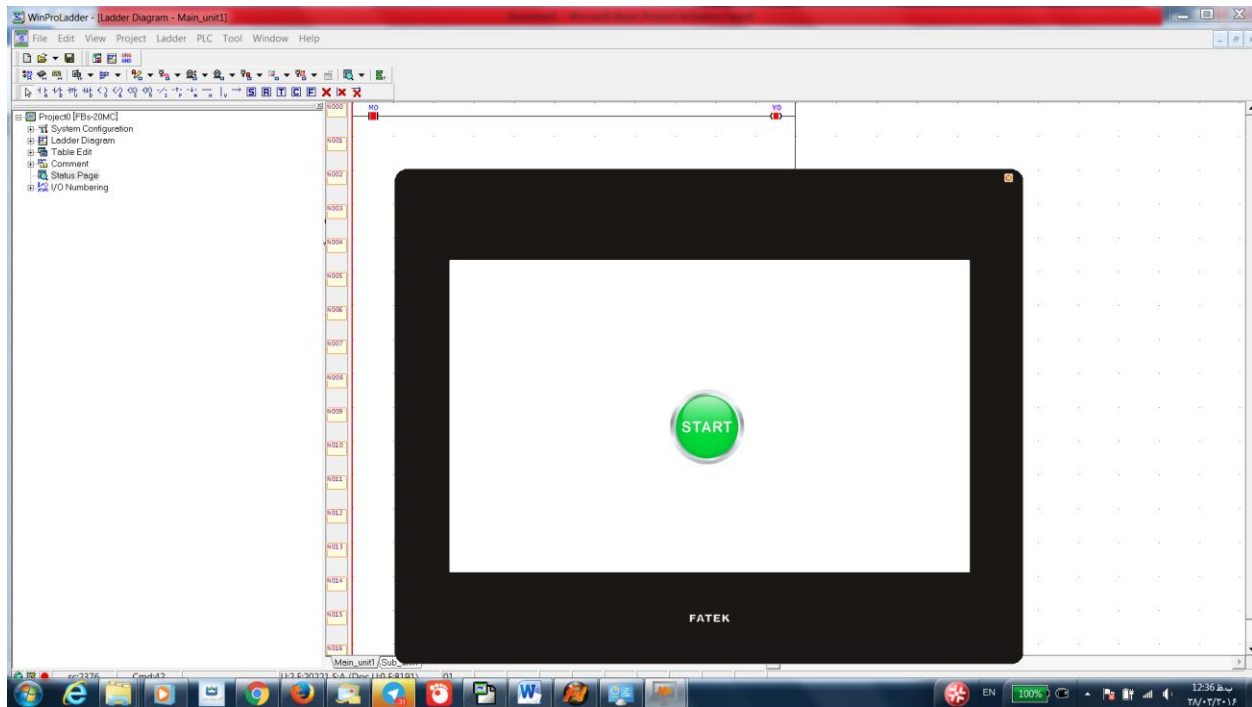 WinProLadder - [Ladder Diagram - Main_unit1]
File Edit View Project Ladder PLC Tool Window Help
S R T C F
Project0 [FBs-20MC]
System Configuration
Ladder Diagram
Table Edit
Comment
Status Page
I/O Numbering
N000 M0 Y0
N001
N002
N003
N004
N005
N006
N007
N008
N009
N010
N011
N012
N013
N014
N015
N016
START
FATEK
Main_unit1
EN 100% 12:36 ب.ظ